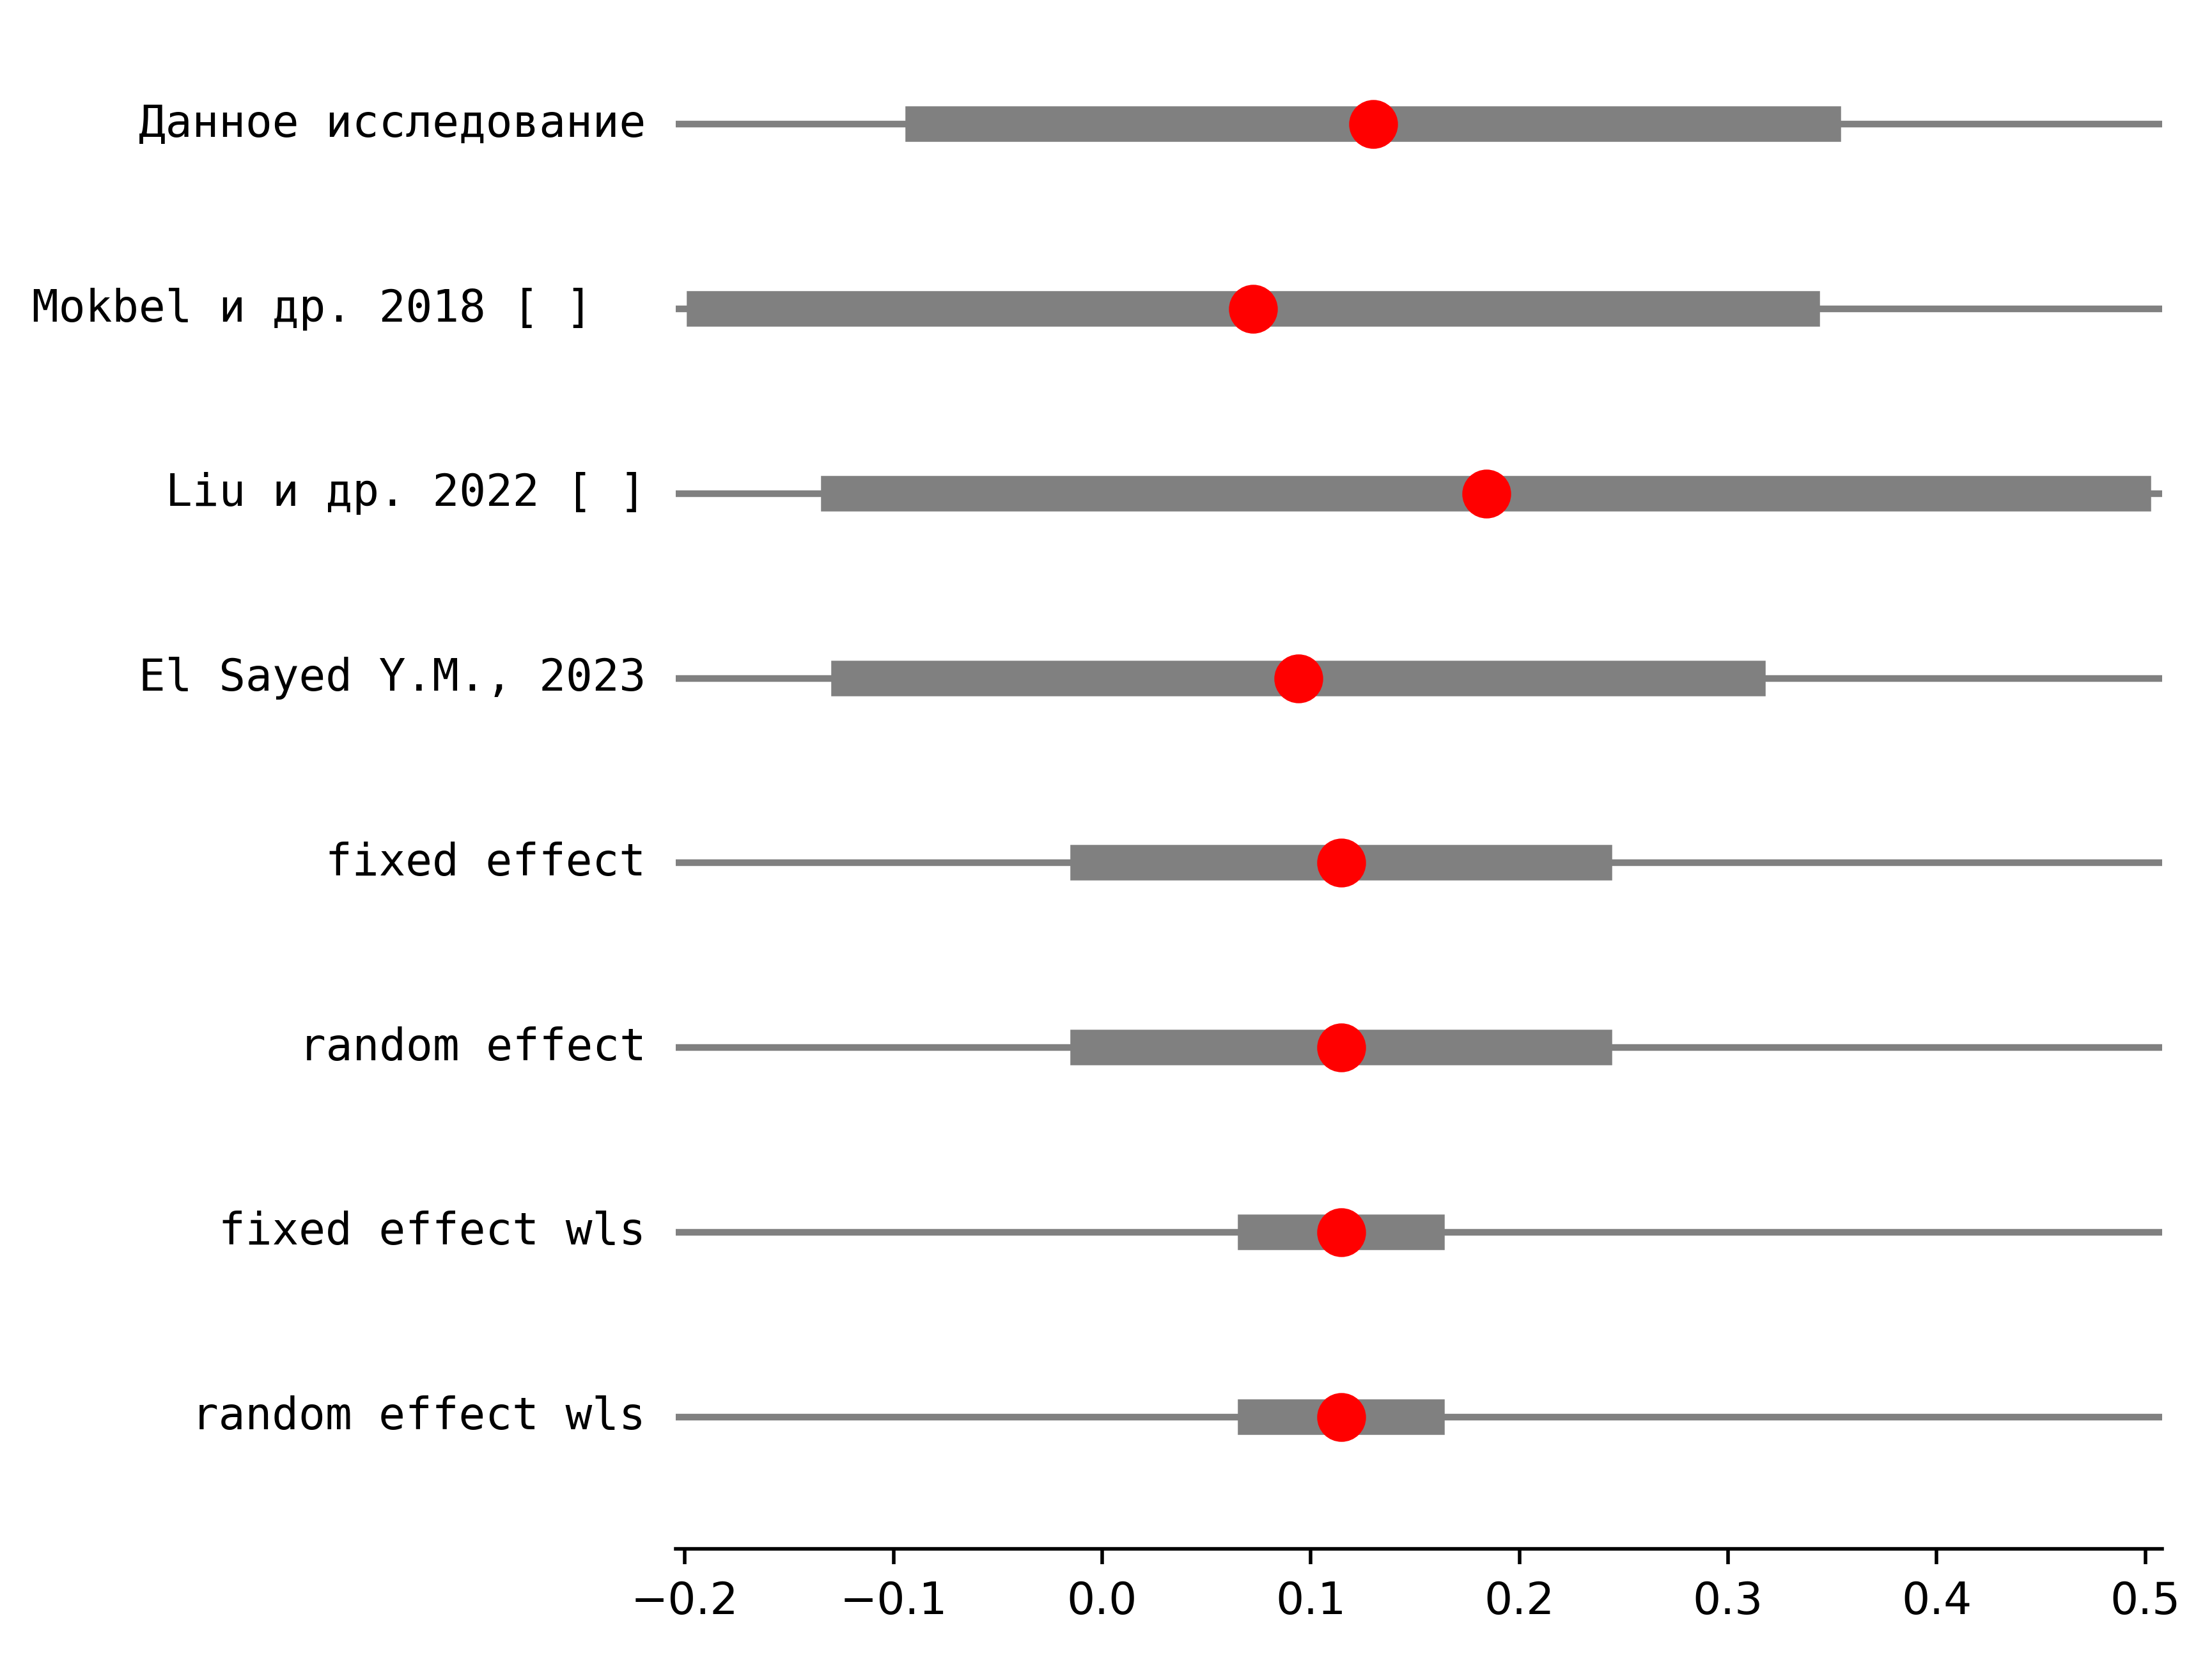 Данное исследование
Mokbel и др. 2018 [ ]
Liu и др. 2022 [ ]
El Sayed Y.M., 2023
fixed effect
random effect
fixed effect wls
random effect wls
−0.2 −0.1 0.0 0.1 0.2 0.3 0.4 0.5